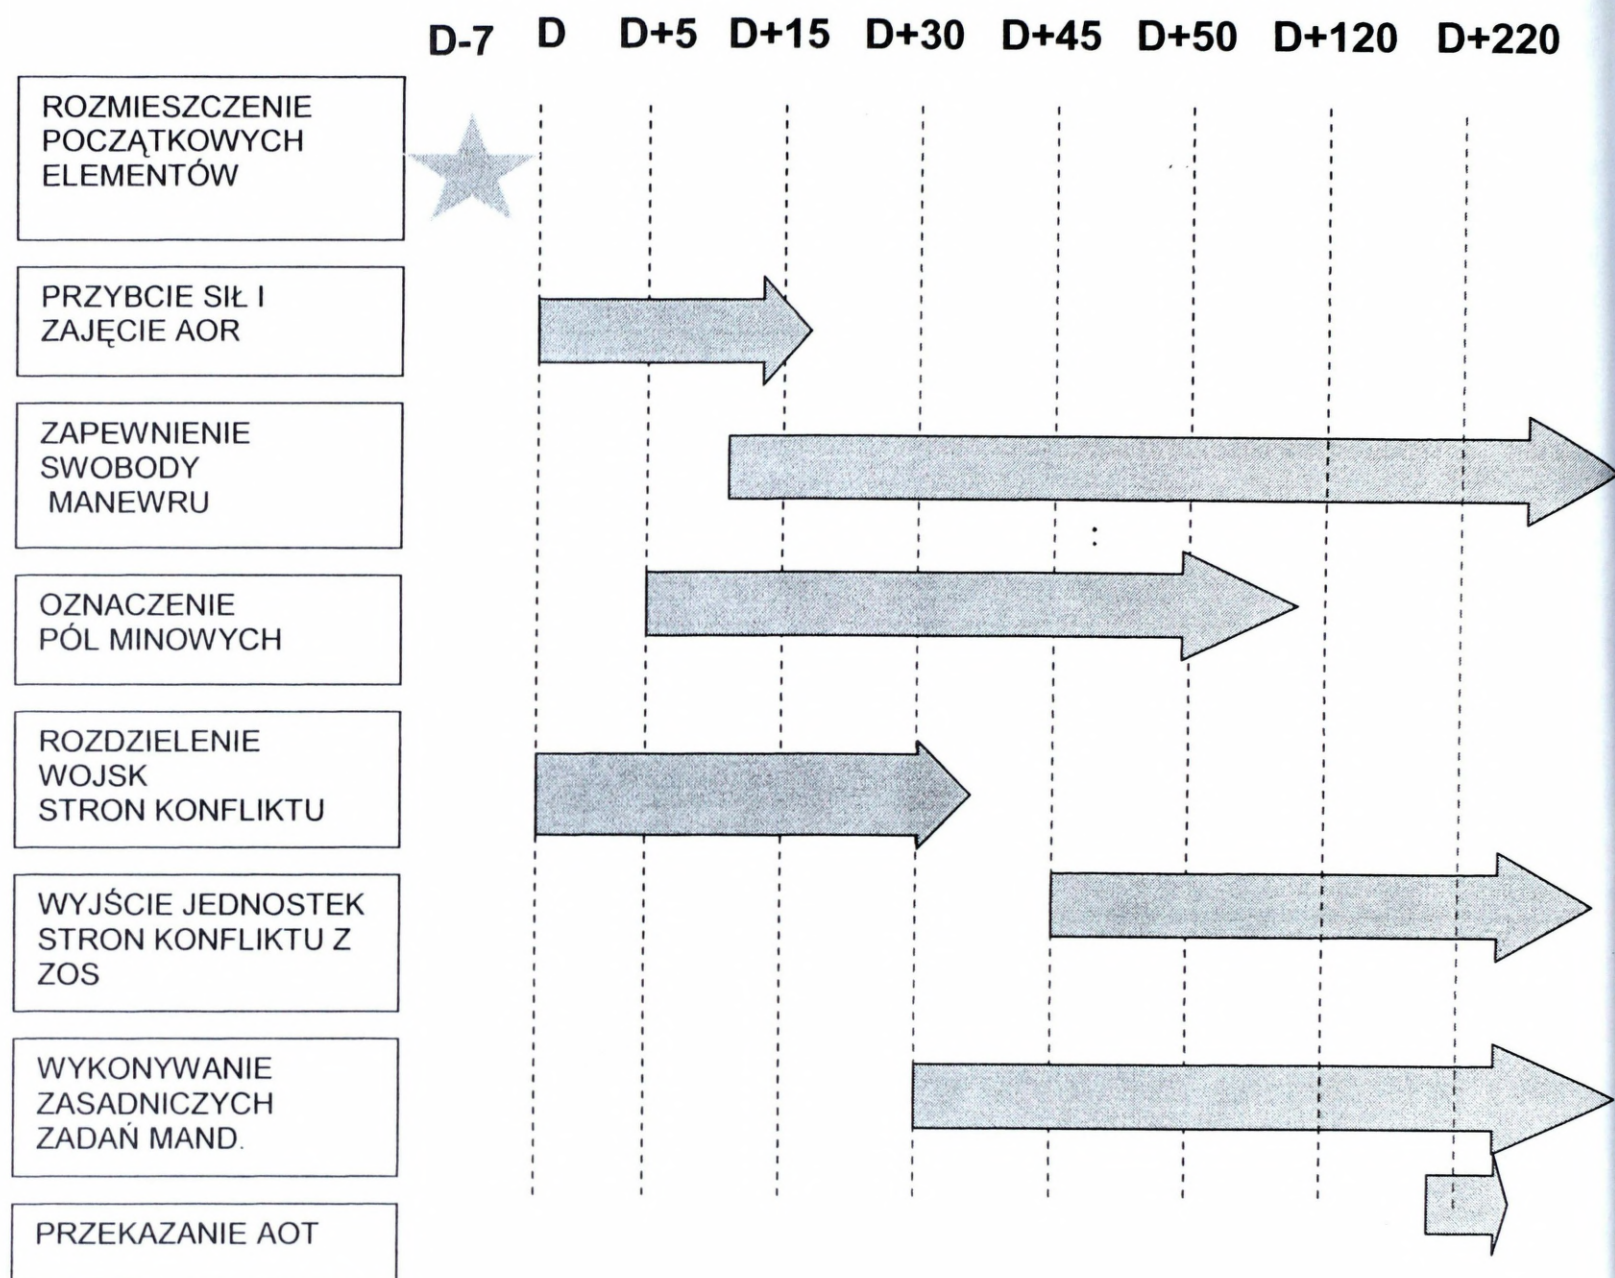 D-7 D D+5 D+15 D+30 D+45 D+50 D+120 D+220
ROZMIESZCZENIE
POCZĄTKOWYCH
ELEMENTÓW
PRZYBCIE SIŁ I
ZAJĘCIE AOR
ZAPEWNIENIE
SWOBODY
MANEWRU
OZNACZENIE
PÓL MINOWYCH
ROZDZIELENIE
WOJSK
STRON KONFLIKTU
WYJŚCIE JEDNOSTEK
STRON KONFLIKTU Z
ZOS
WYKONYWANIE
ZASADNICZYCH
ZADAŃ MAND.
PRZEKAZANIE AOT